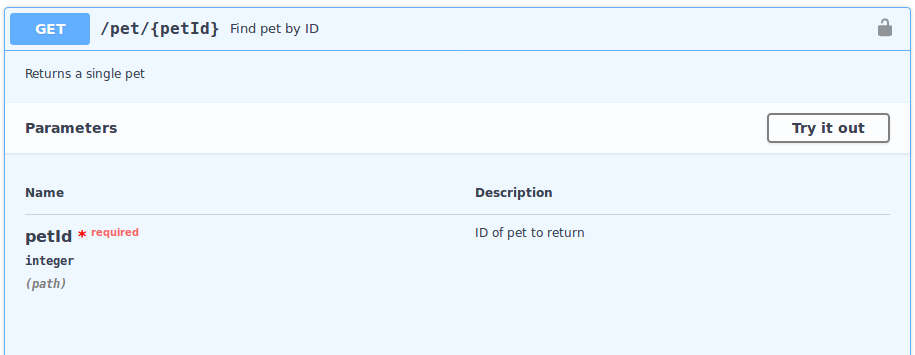 GET /pet/{petId} Find pet by ID
Returns a single pet
Parameters Try it out
Name Description
petId * required ID of pet to return
integer
(path)